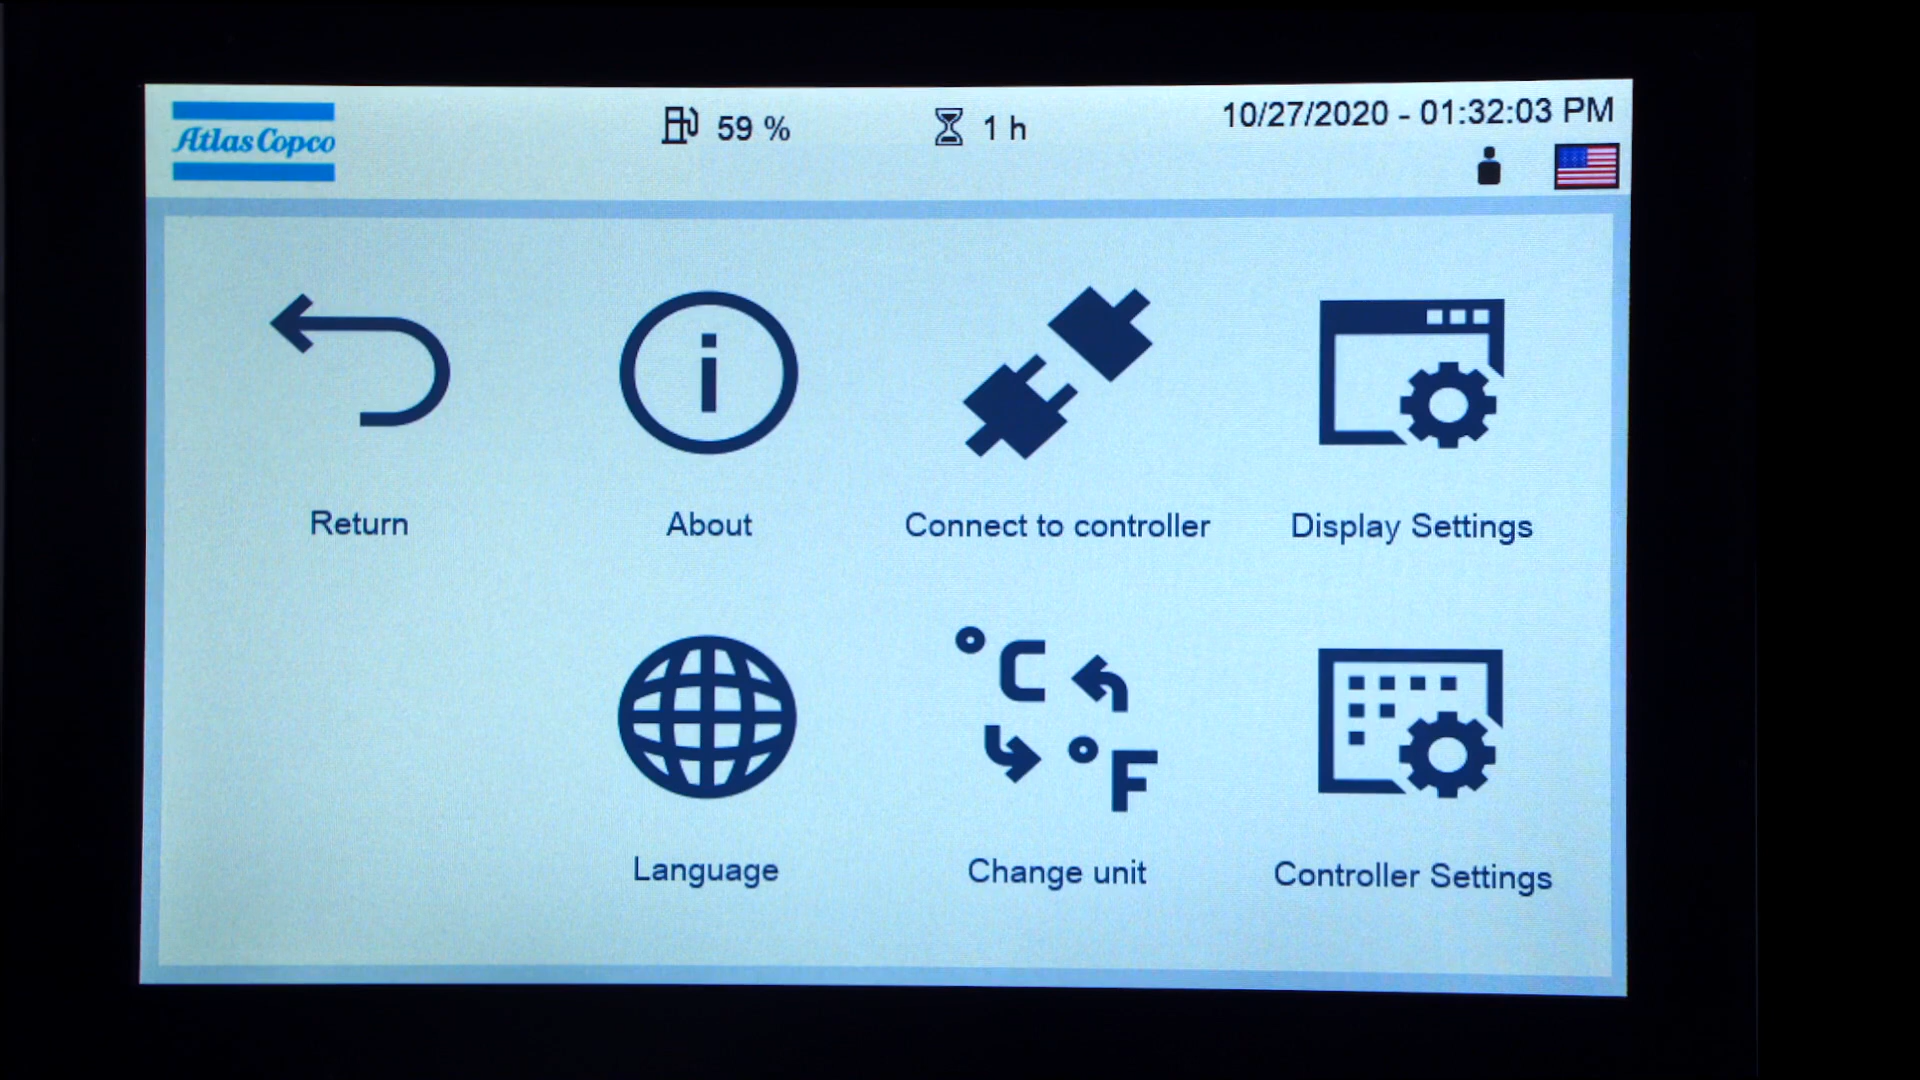 Atlas Copco
59 %
1 h
10/27/2020 - 01:32:03 PM
i
Return
About
Connect to controller
Display Settings
°C
°F
Language
Change unit
Controller Settings